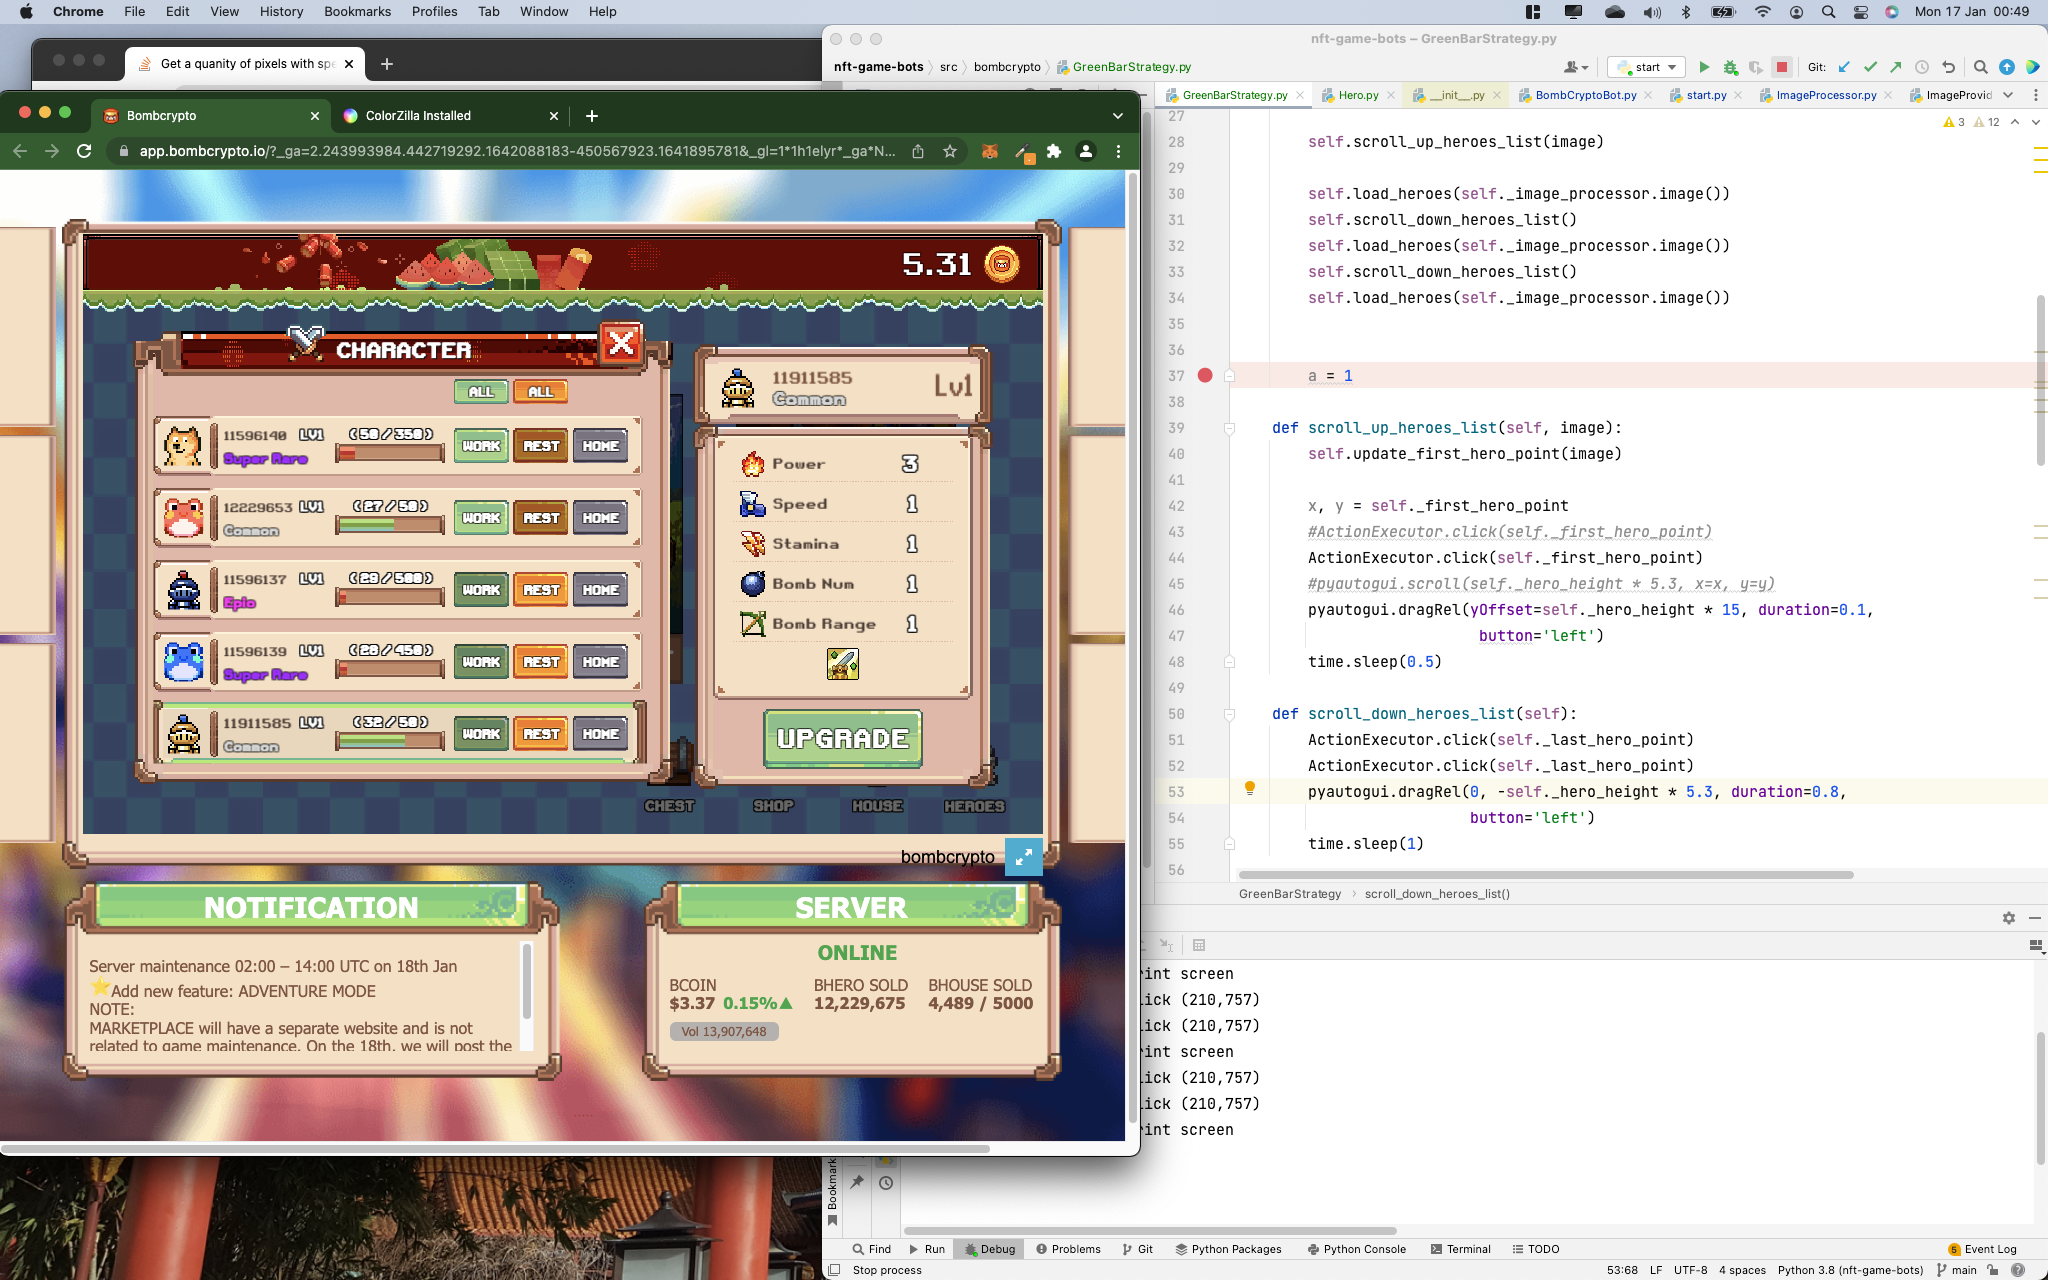 Chrome File Edit View History Bookmarks Profiles Tab Window Help
Mon 17 Jan 00:49
Get a quanity of pixels with spe
Bombcrypto
ColorZilla Installed
app.bombcrypto.io/?_ga=2.243993984.442719292.1642088183-450567923.1641895781&_gl=1*1h1elyr*_ga*N...
5.31
CHARACTER
ALL ALL
11596140 LV1 (50/350) WORK REST HOME
Super Rare
12229653 LV1 (27/50) WORK REST HOME
Common
11596137 LV1 (29/500) WORK REST HOME
Epic
11596139 LV1 (28/450) WORK REST HOME
Super Rare
11911585 LV1 (32/50) WORK REST HOME
Common
11911585
Common
Lv1
Power 3
Speed 1
Stamina 1
Bomb Num 1
Bomb Range 1
UPGRADE
CHEST SHOP HOUSE HEROES
bombcrypto
NOTIFICATION
Server maintenance 02:00 – 14:00 UTC on 18th Jan
Add new feature: ADVENTURE MODE
NOTE:
MARKETPLACE will have a separate website and is not
related to game maintenance. On the 18th, we will post the
SERVER
ONLINE
BCOIN BHERO SOLD BHOUSE SOLD
$3.37 0.15% 12,229,675 4,489 / 5000
Vol 13,907,648
nft-game-bots – GreenBarStrategy.py
nft-game-bots src bombcrypto GreenBarStrategy.py
start
Git:
GreenBarStrategy.py Hero.py __init__.py BombCryptoBot.py start.py ImageProcessor.py ImageProvid
3 12
27
28 self.scroll_up_heroes_list(image)
29
30 self.load_heroes(self._image_processor.image())
31 self.scroll_down_heroes_list()
32 self.load_heroes(self._image_processor.image())
33 self.scroll_down_heroes_list()
34 self.load_heroes(self._image_processor.image())
35
36
37 a = 1
38
39 def scroll_up_heroes_list(self, image):
40 self.update_first_hero_point(image)
41
42 x, y = self._first_hero_point
43 #ActionExecutor.click(self._first_hero_point)
44 ActionExecutor.click(self._first_hero_point)
45 #pyautogui.scroll(self._hero_height * 5.3, x=x, y=y)
46 pyautogui.dragRel(yOffset=self._hero_height * 15, duration=0.1,
47 button='left')
48 time.sleep(0.5)
49
50 def scroll_down_heroes_list(self):
51 ActionExecutor.click(self._last_hero_point)
52 ActionExecutor.click(self._last_hero_point)
53 pyautogui.dragRel(0, -self._hero_height * 5.3, duration=0.8,
54 button='left')
55 time.sleep(1)
56
GreenBarStrategy scroll_down_heroes_list()
rint screen
ick (210,757)
ick (210,757)
rint screen
ick (210,757)
ick (210,757)
rint screen
Bookmark
Find Run Debug Problems Git Python Packages Python Console Terminal TODO
5 Event Log
Stop process
53:68 LF UTF-8 4 spaces Python 3.8 (nft-game-bots) main